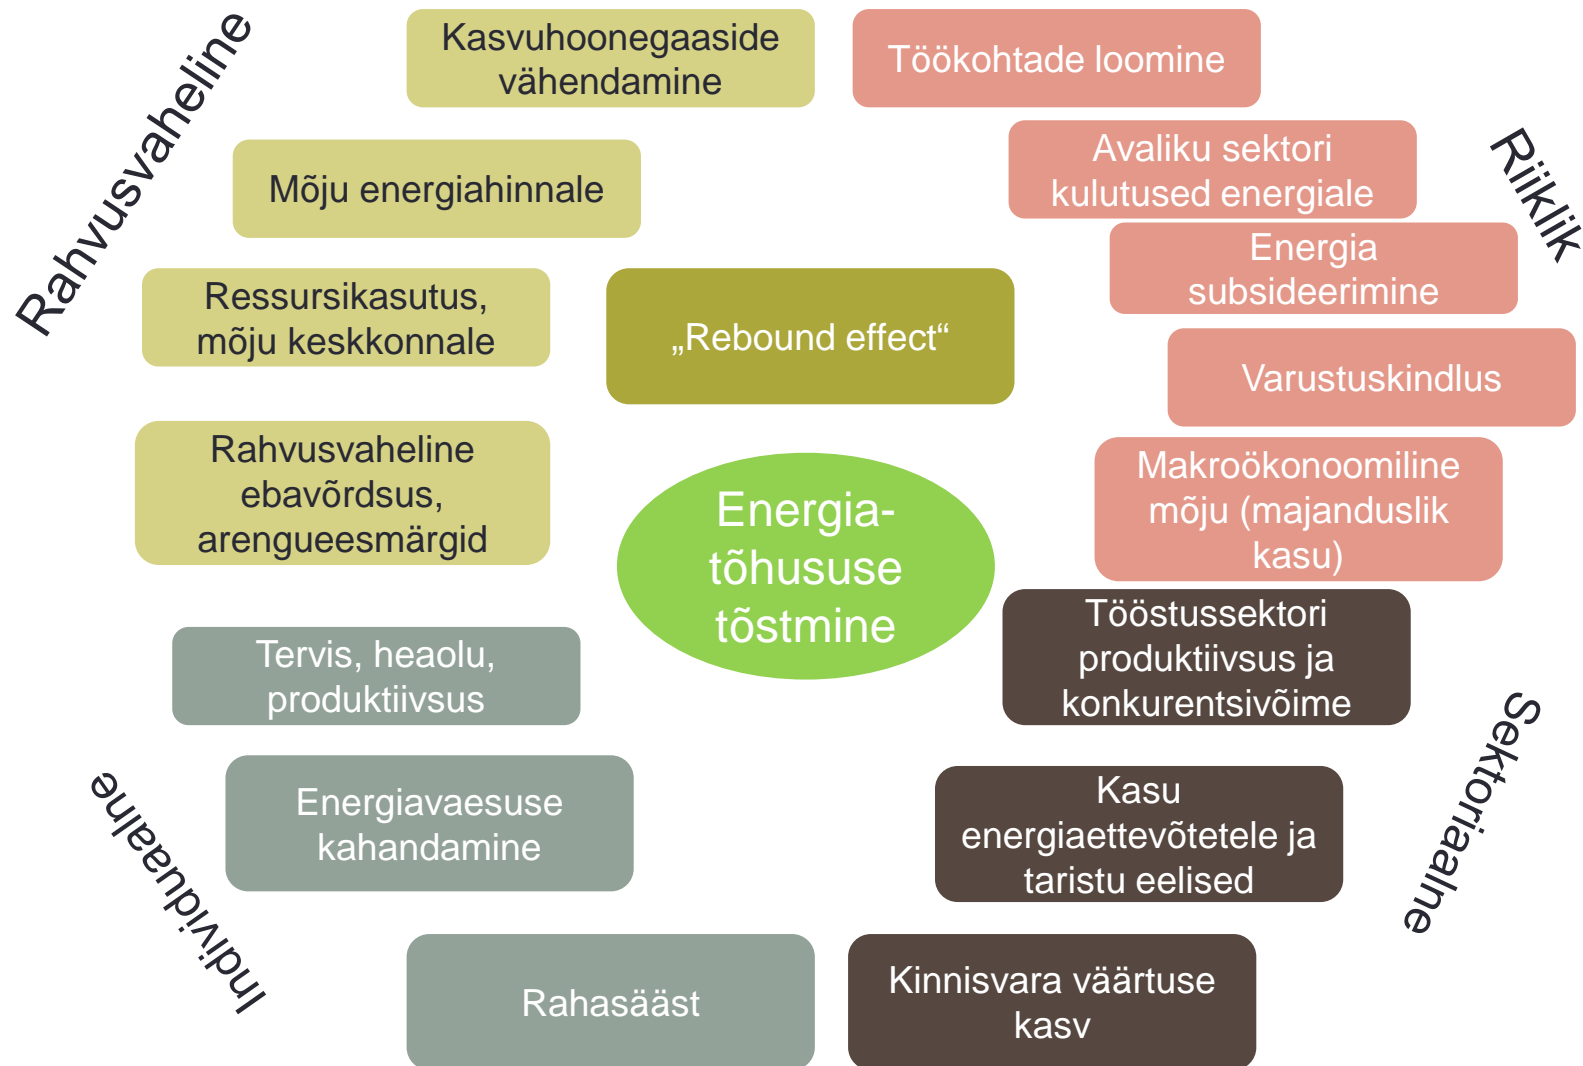 Rahvusvaheline
Kasvuhoonegaaside
vähendamine
Mõju energiahinnale
Ressursikasutus,
mõju keskkonnale
Rahvusvaheline
ebavõrdsus,
arengueesmärgid
Riiklik
Töökohtade loomine
Avaliku sektori
kulutused energiale
Energia
subsideerimine
Varustuskindlus
Makroökonoomiline
mõju (majanduslik
kasu)
„Rebound effect“
Energia-
tõhususe
tõstmine
Individuaalne
Tervis, heaolu,
produktiivsus
Energiavaesuse
kahandamine
Rahasääst
Sektoriaalne
Tööstussektori
produktiivsus ja
konkurentsivõime
Kasu
energiaettevõtetele ja
taristu eelised
Kinnisvara väärtuse
kasv